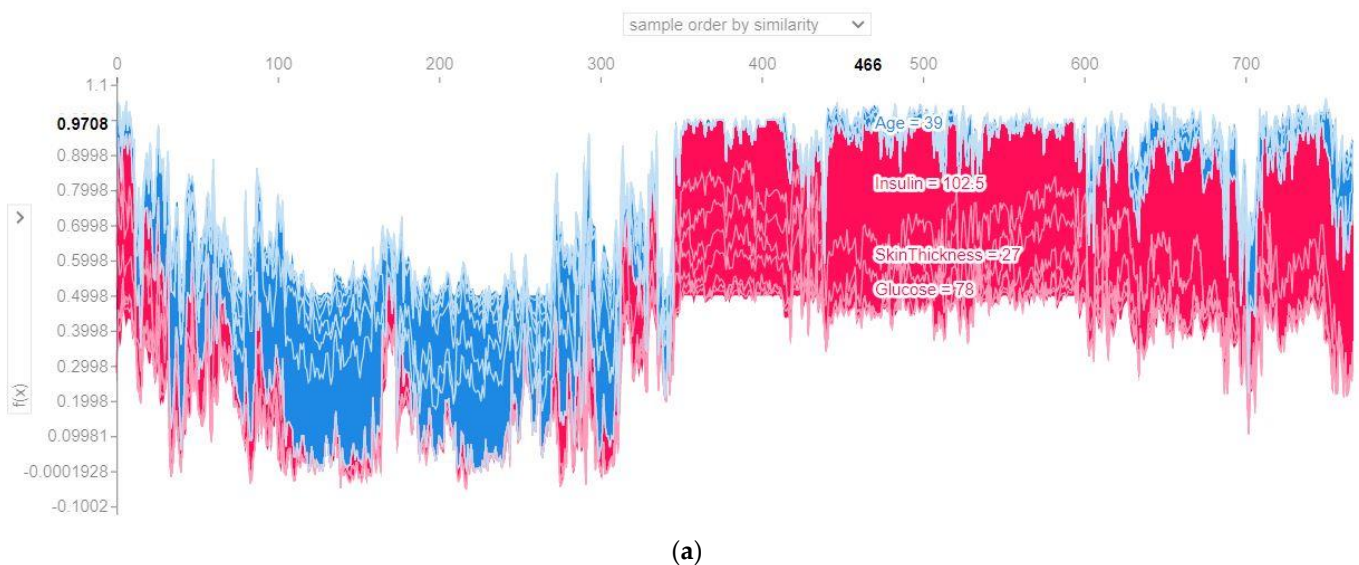 sample order by similarity
0 100 200 300 400 466 500 600 700
1.1
0.9708
0.8998
0.7998
0.6998
0.5998
0.4998
0.3998
0.2998
0.1998
0.09981
-0.0001928
-0.1002
f(x)
Age = 39
Insulin = 102.5
SkinThickness = 27
Glucose = 78
(a)